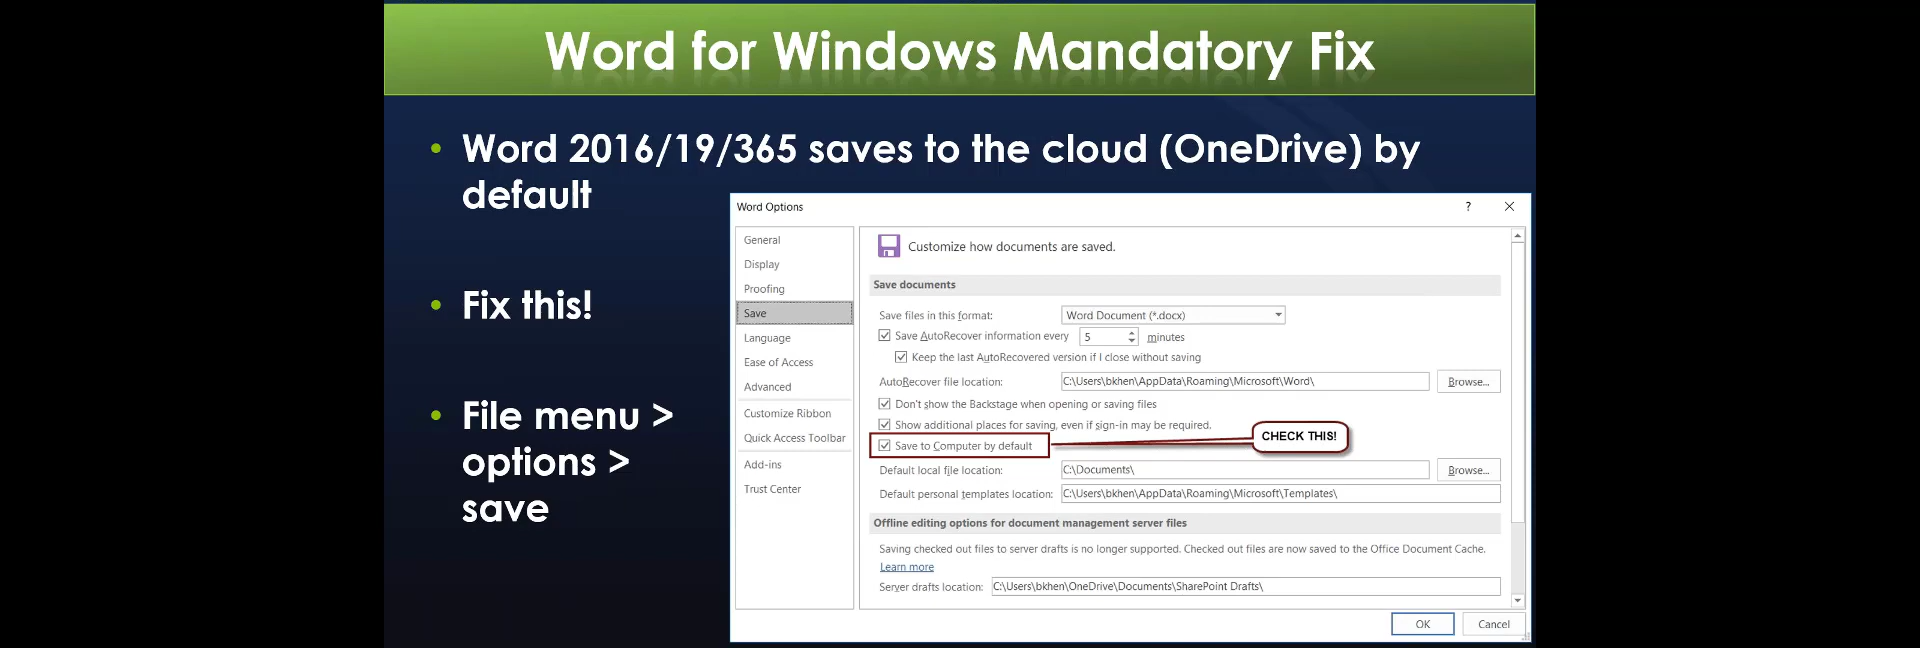 Word for Windows Mandatory Fix
• Word 2016/19/365 saves to the cloud (OneDrive) by
default
• Fix this!
• File menu >
options >
save
Word Options
?
General
Display
Proofing
Save
Language
Ease of Access
Advanced
Customize Ribbon
Quick Access Toolbar
Add-ins
Trust Center
Customize how documents are saved.
Save documents
Save files in this format: Word Document (*.docx)
Save AutoRecover information every 5 minutes
Keep the last AutoRecovered version if I close without saving
AutoRecover file location: C:\Users\bkhen\AppData\Roaming\Microsoft\Word\ Browse...
Don't show the Backstage when opening or saving files
Show additional places for saving, even if sign-in may be required.
Save to Computer by default
CHECK THIS!
Default local file location: C:\Documents\ Browse...
Default personal templates location: C:\Users\bkhen\AppData\Roaming\Microsoft\Templates\
Offline editing options for document management server files
Saving checked out files to server drafts is no longer supported. Checked out files are now saved to the Office Document Cache.
Learn more
Server drafts location: C:\Users\bkhen\OneDrive\Documents\SharePoint Drafts\
OK Cancel